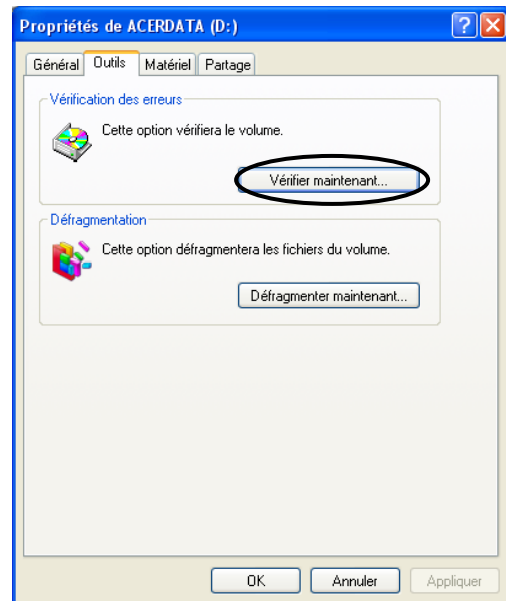 Propriétés de ACERDATA (D:)
Général Outils Matériel Partage
Vérification des erreurs
Cette option vérifiera le volume.
Vérifier maintenant...
Défragmentation
Cette option défragmentera les fichiers du volume.
Défragmenter maintenant...
OK Annuler Appliquer